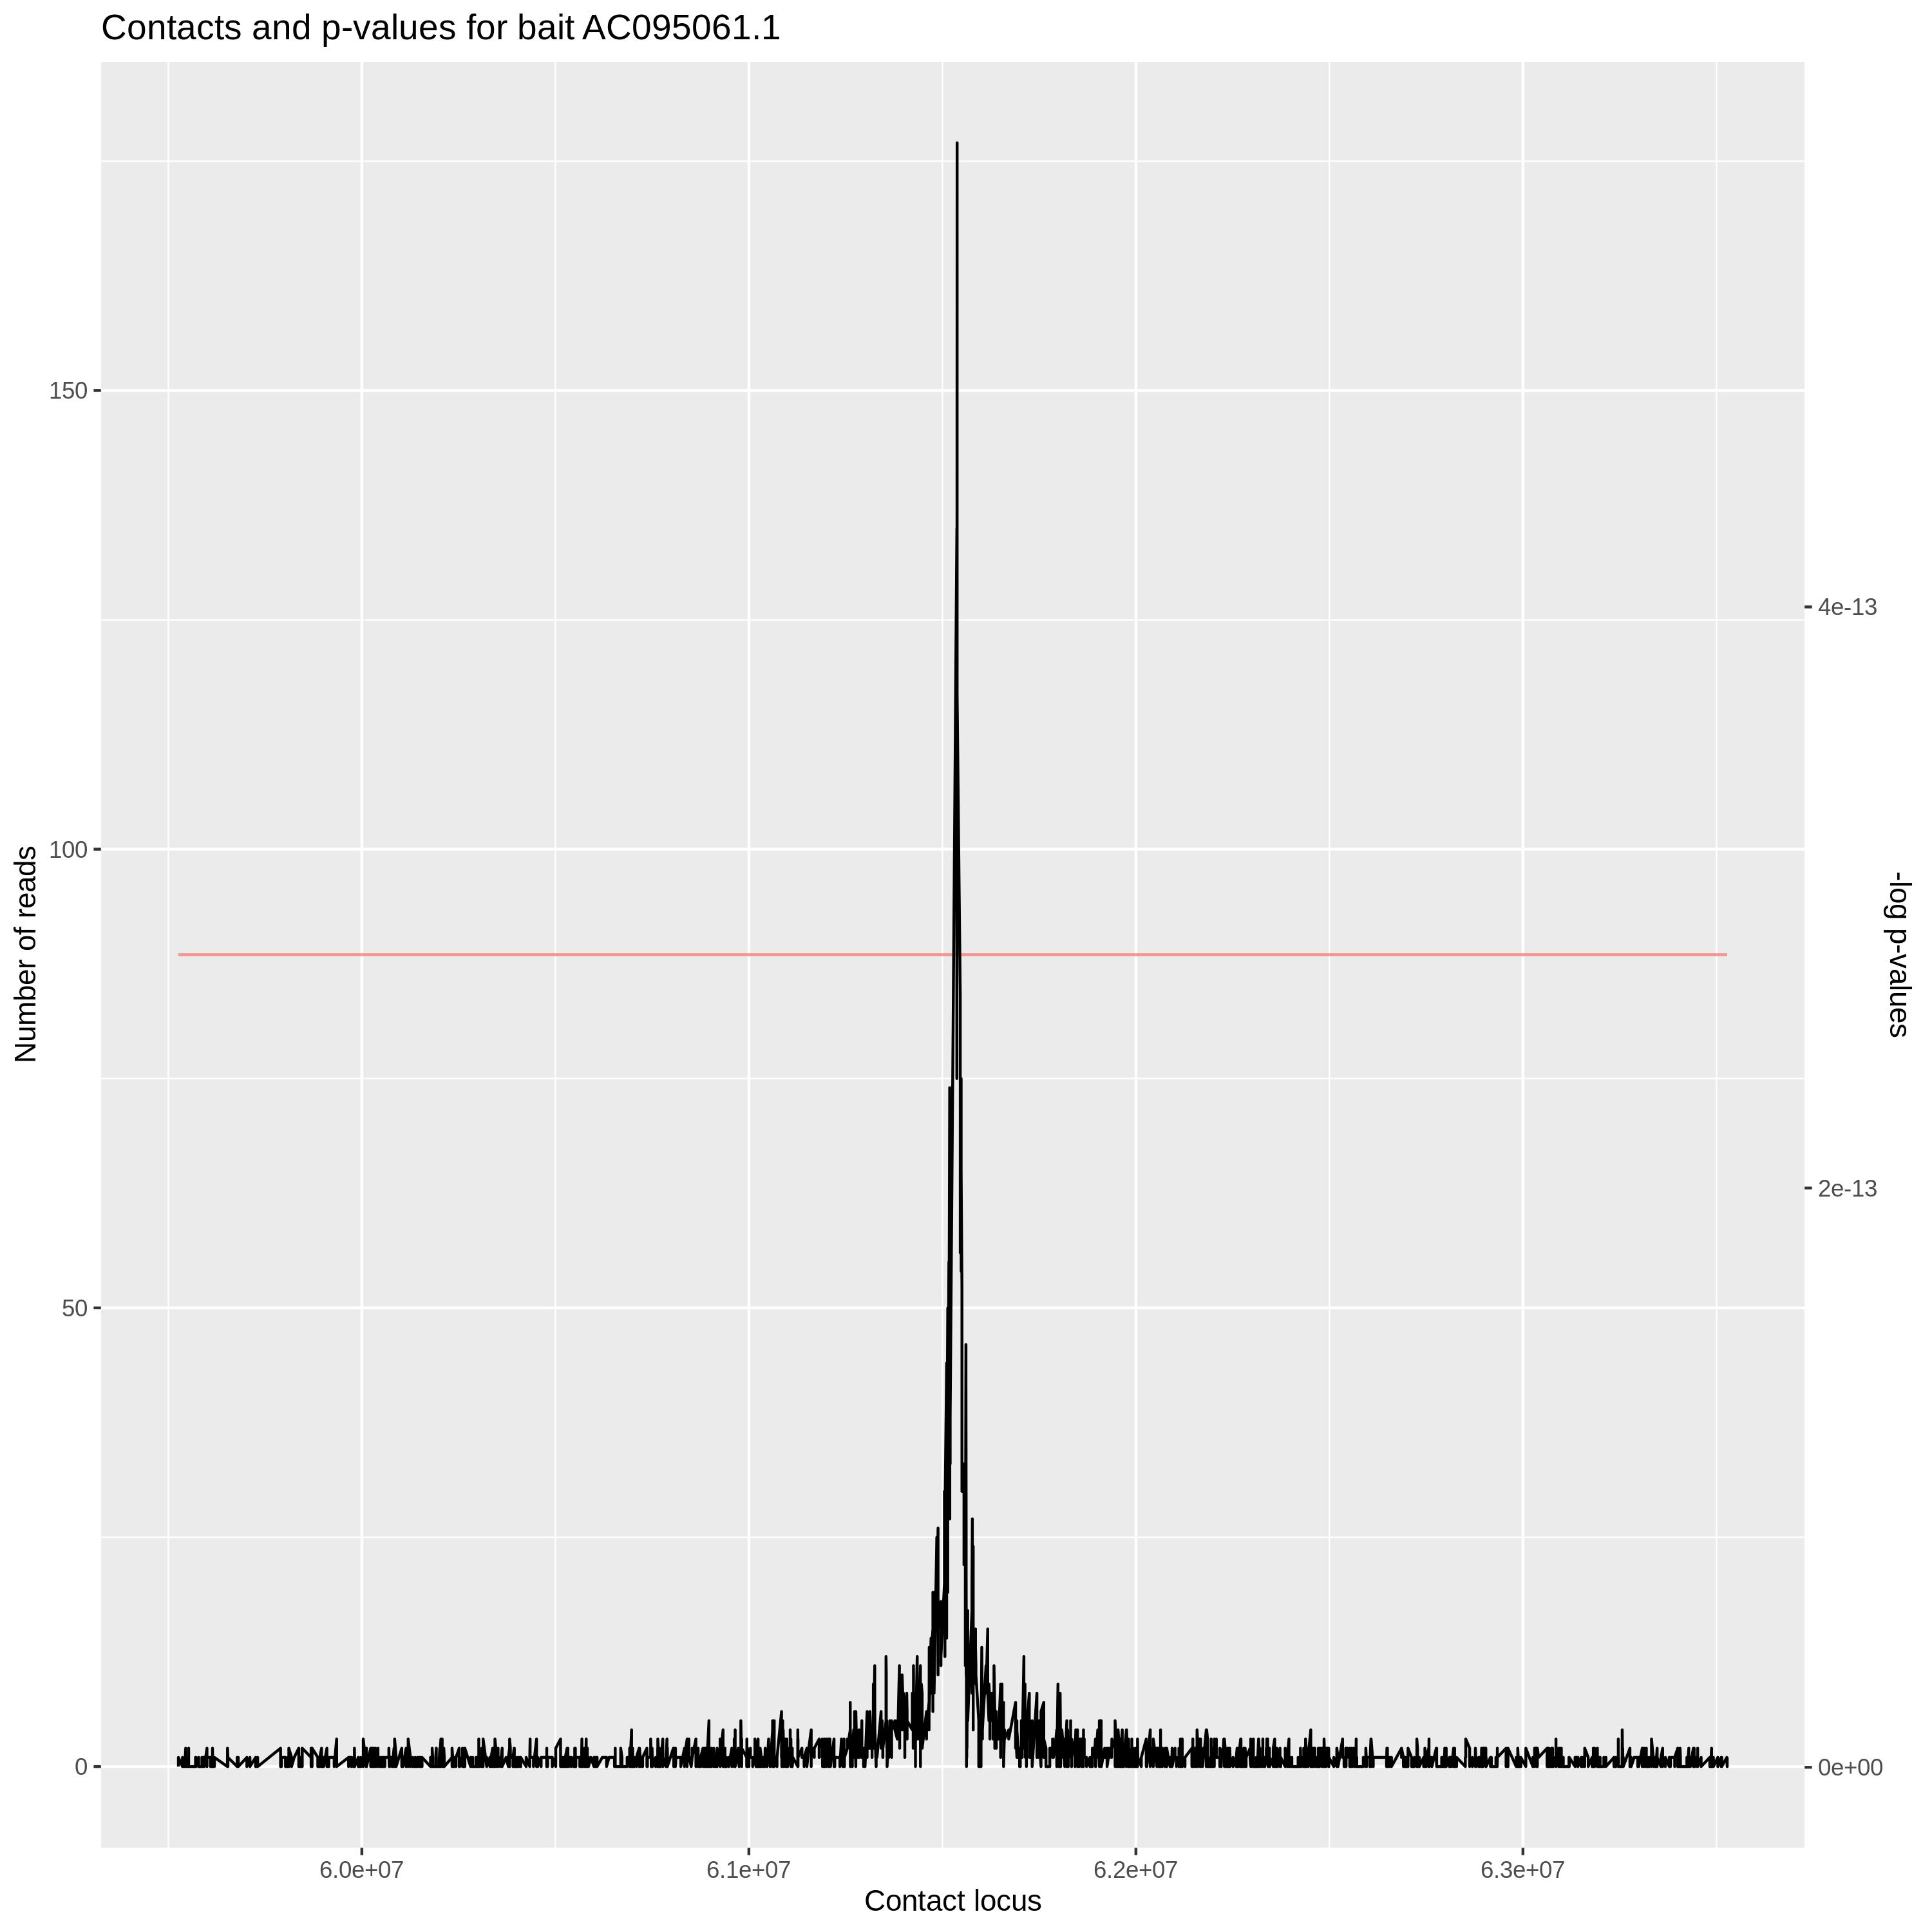 Contacts and p-values for bait AC095061.1
150
100
50
0
Number of reads
4e-13
2e-13
0e+00
-log p-values
6.0e+07
6.1e+07
6.2e+07
6.3e+07
Contact locus